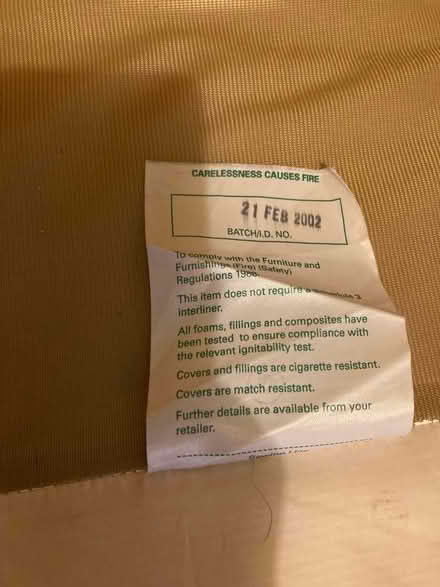 CARELESSNESS CAUSES FIRE
21 FEB 2002
BATCH/I.D. NO.
To comply with the Furniture and
Furnishings (Fire) (Safety)
Regulations
This item does not require a Schedule 3
interliner.
All foams, fillings and composites have
been tested to ensure compliance with
the relevant ignitability test.
Covers and fillings are cigarette resistant.
Covers are match resistant.
Further details are available from your
retailer.